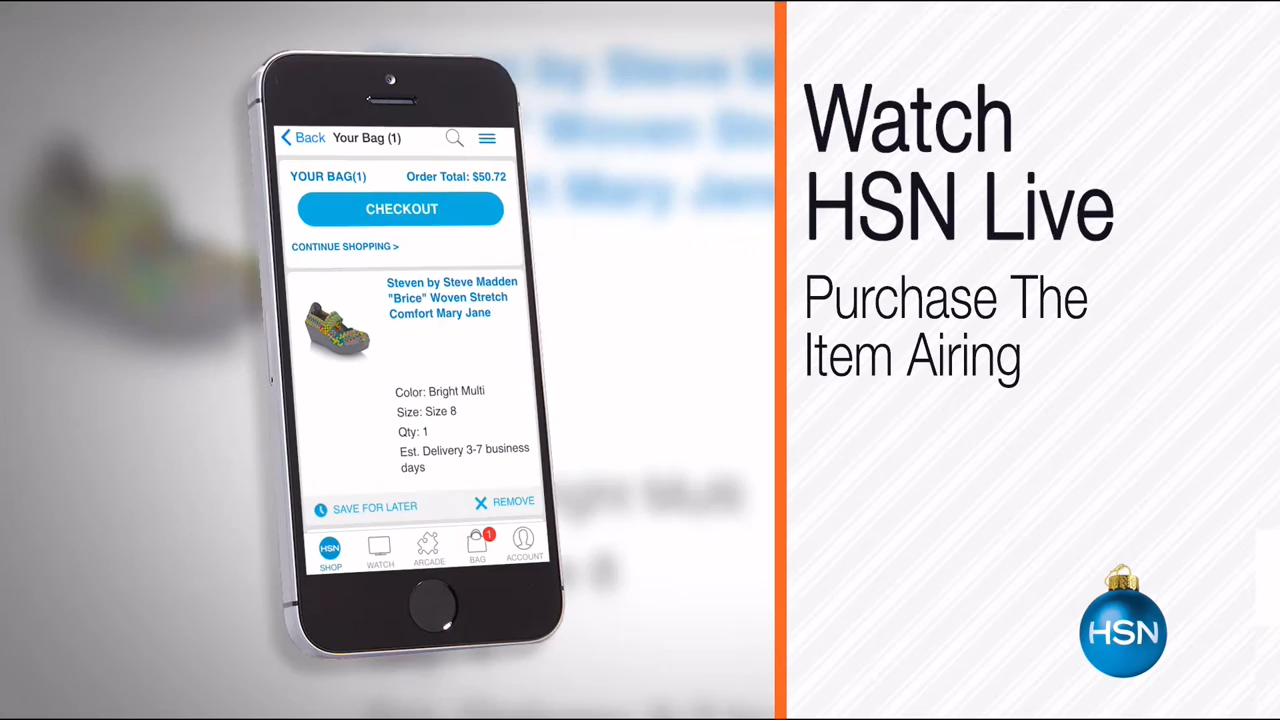 Back Your Bag (1)
YOUR BAG(1) Order Total: $50.72
CHECKOUT
CONTINUE SHOPPING >
Steven by Steve Madden
"Brice" Woven Stretch
Comfort Mary Jane
Color: Bright Multi
Size: Size 8
Qty: 1
Est. Delivery 3-7 business
days
SAVE FOR LATER X REMOVE
HSN 1
SHOP WATCH ARCADE BAG ACCOUNT
Watch
HSN Live
Purchase The
Item Airing
HSN